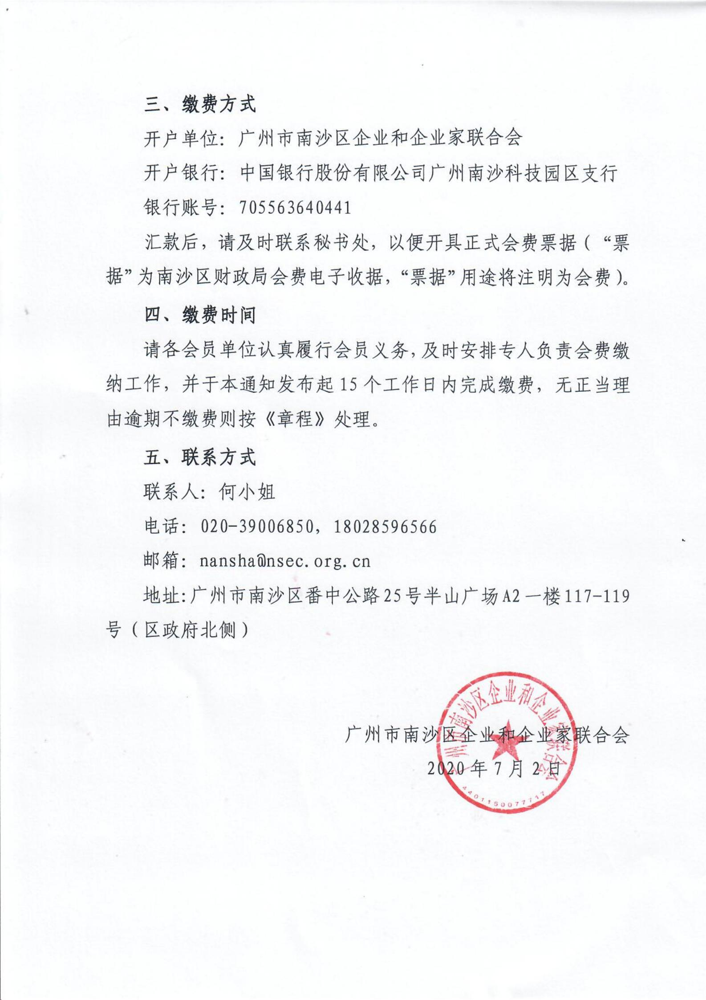 三、缴费方式
开户单位：广州市南沙区企业和企业家联合会
开户银行：中国银行股份有限公司广州南沙科技园区支行
银行账号：705563640441
汇款后，请及时联系秘书处，以便开具正式会费票据（“票
据”为南沙区财政局会费电子收据，“票据”用途将注明为会费）。
四、缴费时间
请各会员单位认真履行会员义务，及时安排专人负责会费缴
纳工作，并于本通知发布起15个工作日内完成缴费，无正当理
由逾期不缴费则按《章程》处理。
五、联系方式
联系人：何小姐
电话：020-39006850，18028596566
邮箱：nansha@nsec.org.cn
地址：广州市南沙区番中公路25号半山广场A2一楼117-119
号（区政府北侧）
广州市南沙区企业和企业家联合会
2020年7月2日
广州市南沙区企业和企业家联合会
4401150077717